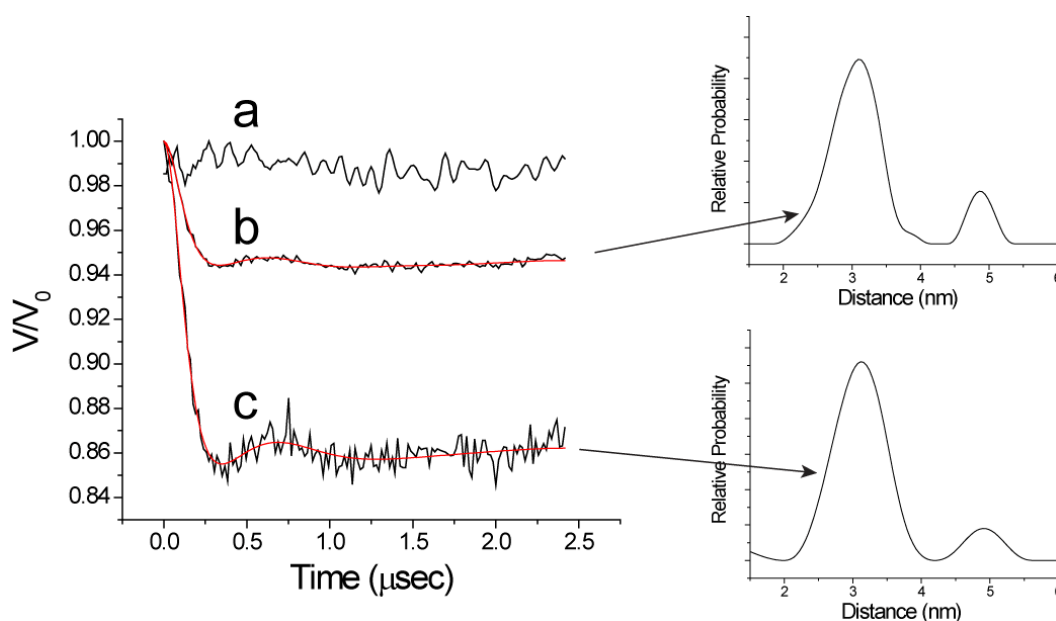 a
b
c
1.00
0.98
0.96
0.94
0.92
0.90
0.88
0.86
0.84
V/V0
0.0 0.5 1.0 1.5 2.0 2.5
Time (μsec)
Relative Probability
2 3 4 5 6
Distance (nm)
Relative Probability
2 3 4 5 6
Distance (nm)